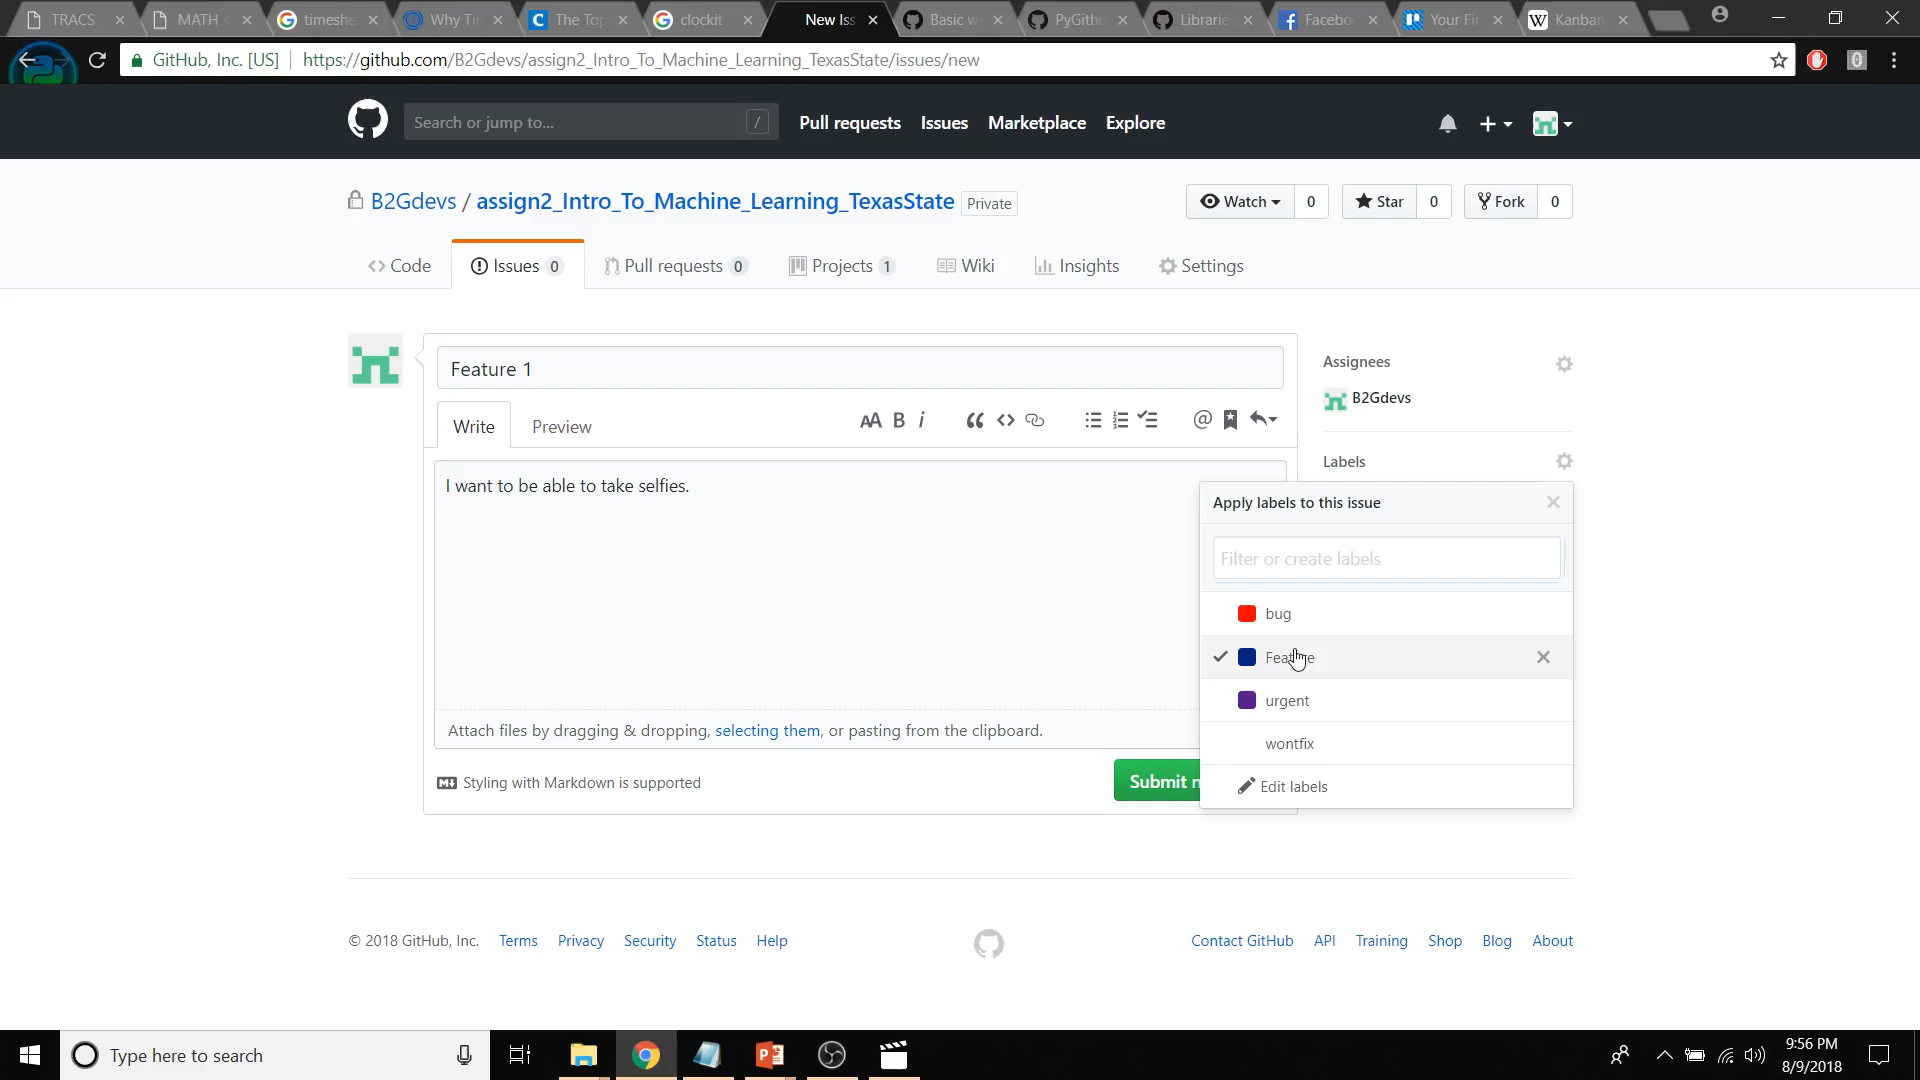 TRACS
MATH 4
timeshe
Why Ti
The Top
clockit
New Iss
Basic w
PyGithu
Librarie
Facebo
Your Fi
Kanban
GitHub, Inc. [US]
https://github.com/B2Gdevs/assign2_Intro_To_Machine_Learning_TexasState/issues/new
0
Search or jump to...
/
Pull requests
Issues
Marketplace
Explore
B2Gdevs / assign2_Intro_To_Machine_Learning_TexasState
Private
Watch
0
Star
0
Fork
0
Code
Issues 0
Pull requests 0
Projects 1
Wiki
Insights
Settings
Feature 1
Assignees
B2Gdevs
Write
Preview
AA B i
@
Labels
I want to be able to take selfies.
Apply labels to this issue
Filter or create labels
bug
Feature
urgent
wontfix
Edit labels
Attach files by dragging & dropping, selecting them, or pasting from the clipboard.
Styling with Markdown is supported
Submit n
© 2018 GitHub, Inc.
Terms
Privacy
Security
Status
Help
Contact GitHub
API
Training
Shop
Blog
About
Type here to search
9:56 PM
8/9/2018